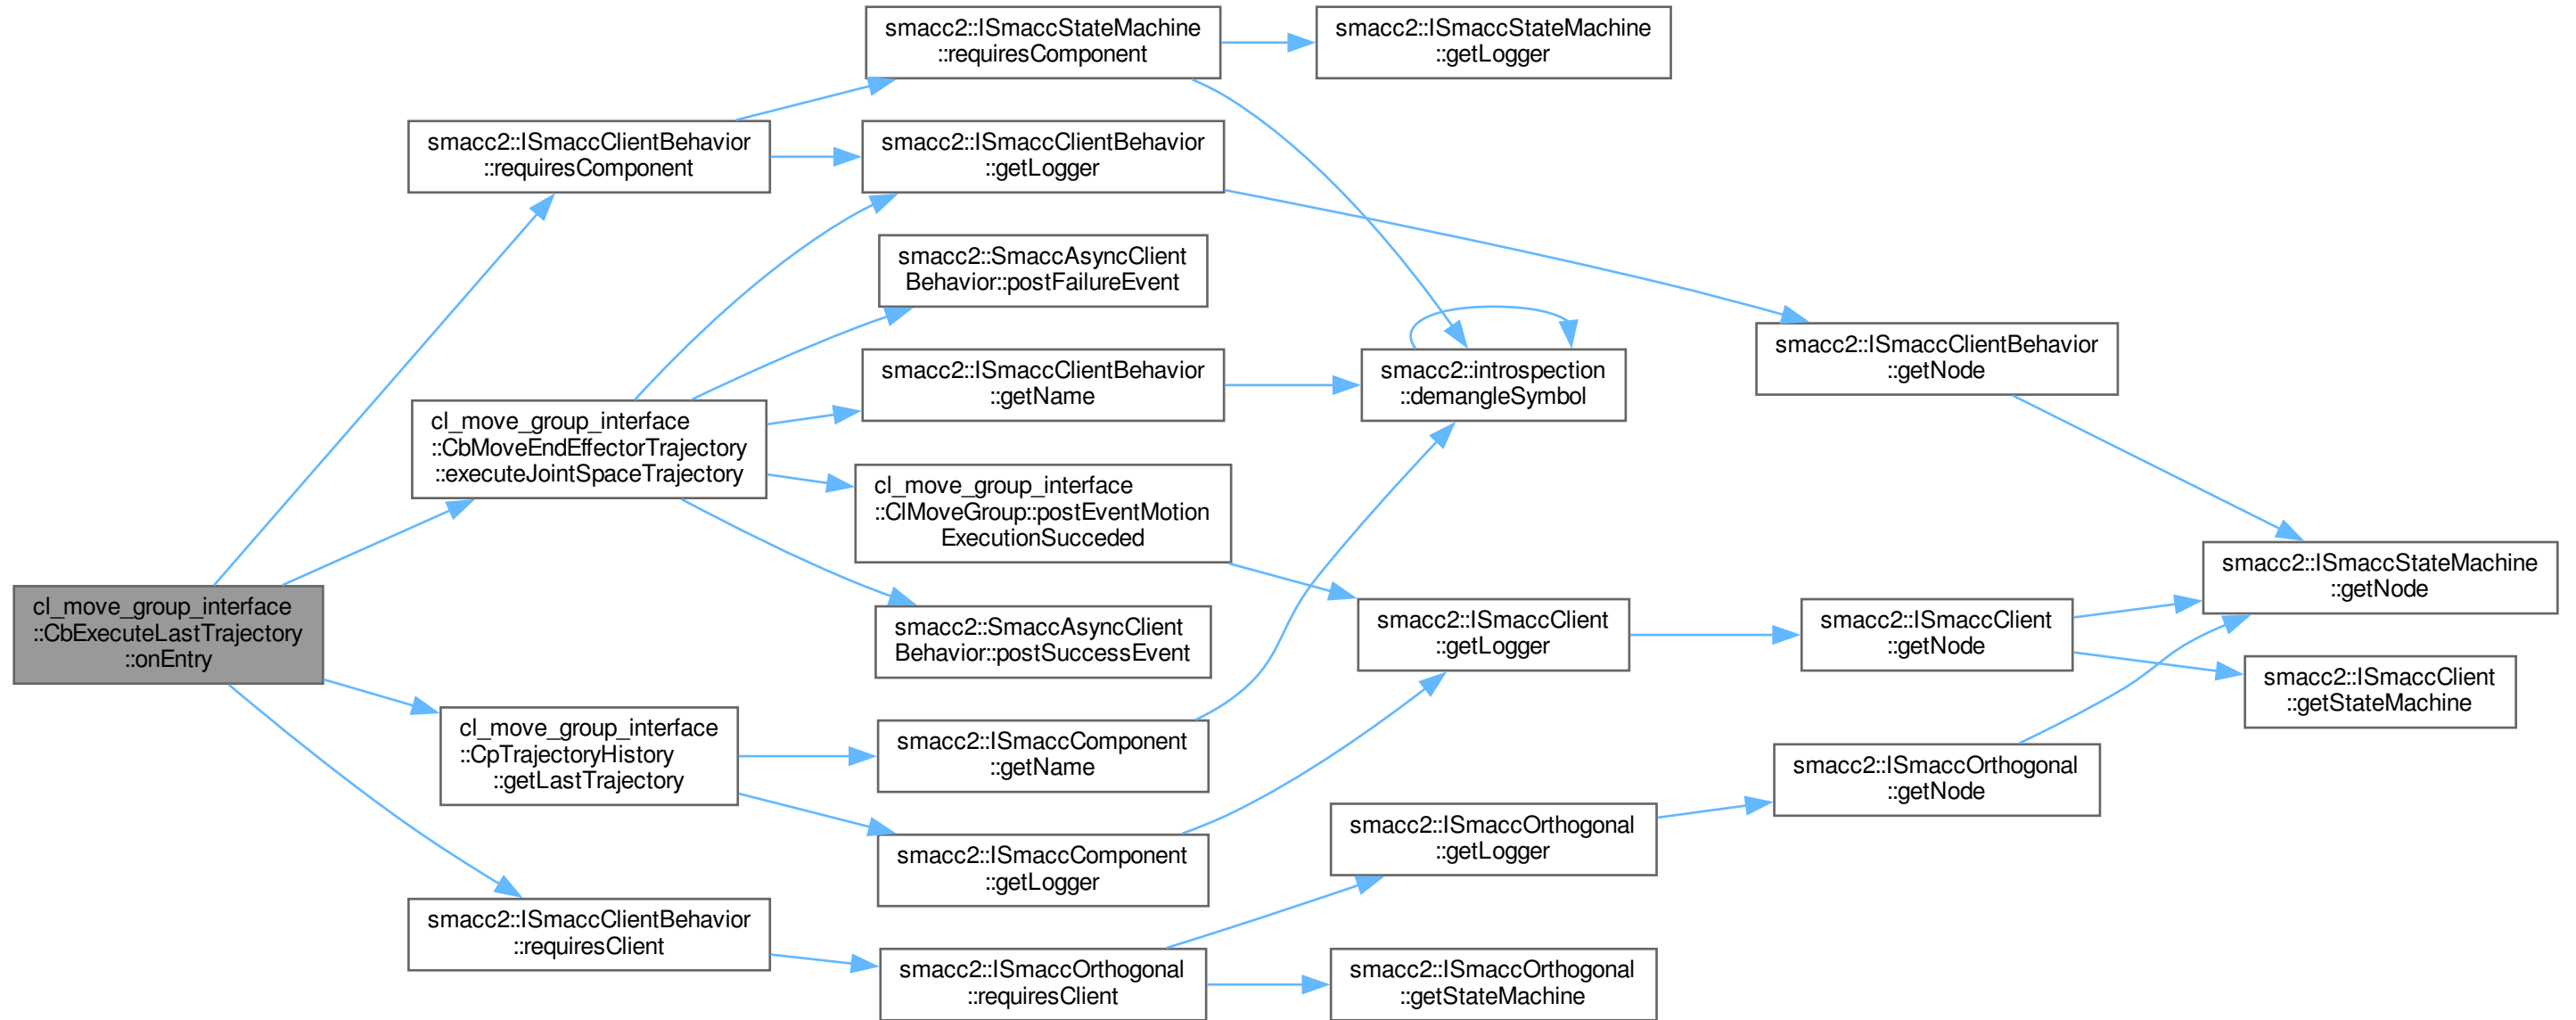 smacc2::ISmaccStateMachine
::requiresComponent
smacc2::ISmaccStateMachine
::getLogger
smacc2::ISmaccClientBehavior
::requiresComponent
smacc2::ISmaccClientBehavior
::getLogger
smacc2::SmaccAsyncClient
Behavior::postFailureEvent
smacc2::ISmaccClientBehavior
::getNode
smacc2::ISmaccClientBehavior
::getName
smacc2::introspection
::demangleSymbol
cl_move_group_interface
::CbMoveEndEffectorTrajectory
::executeJointSpaceTrajectory
cl_move_group_interface
::ClMoveGroup::postEventMotion
ExecutionSucceded
smacc2::ISmaccStateMachine
::getNode
cl_move_group_interface
::CbExecuteLastTrajectory
::onEntry
smacc2::SmaccAsyncClient
Behavior::postSuccessEvent
smacc2::ISmaccClient
::getLogger
smacc2::ISmaccClient
::getNode
smacc2::ISmaccClient
::getStateMachine
cl_move_group_interface
::CpTrajectoryHistory
::getLastTrajectory
smacc2::ISmaccComponent
::getName
smacc2::ISmaccOrthogonal
::getNode
smacc2::ISmaccComponent
::getLogger
smacc2::ISmaccOrthogonal
::getLogger
smacc2::ISmaccClientBehavior
::requiresClient
smacc2::ISmaccOrthogonal
::requiresClient
smacc2::ISmaccOrthogonal
::getStateMachine